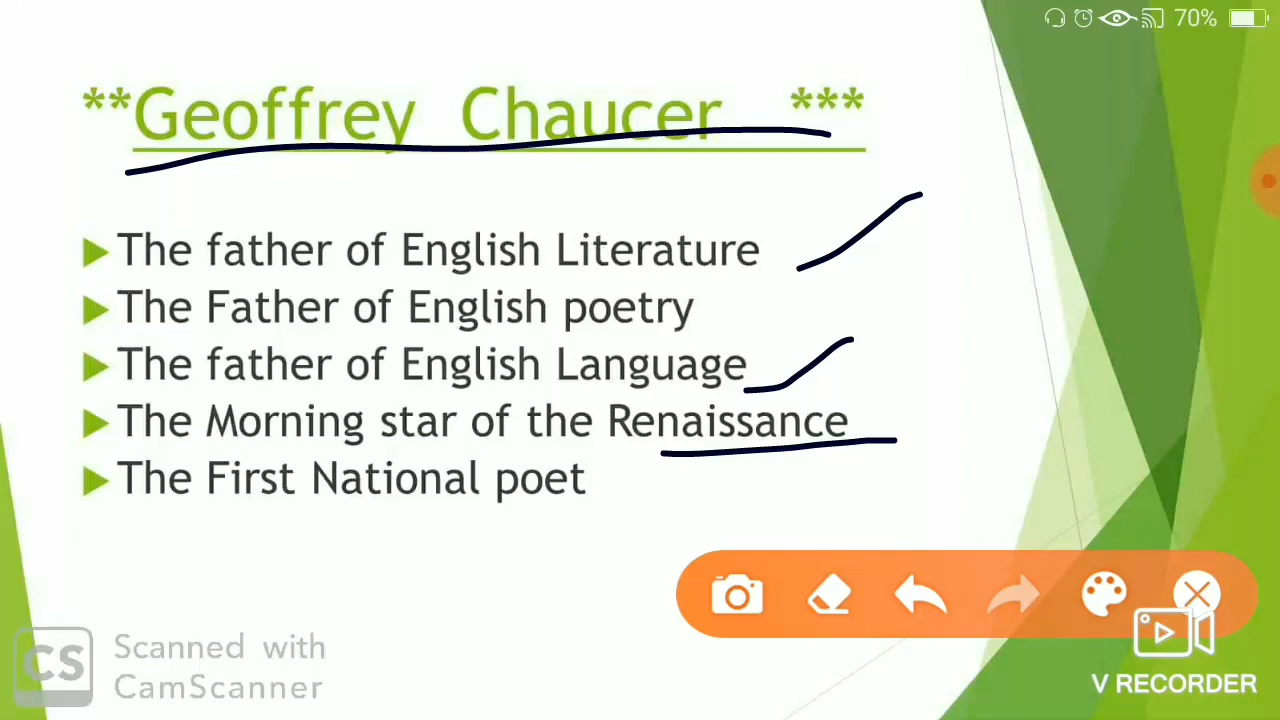 70%
**Geoffrey Chaucer ***
The father of English Literature
The Father of English poetry
The father of English Language
The Morning star of the Renaissance
The First National poet
CS Scanned with
CamScanner
V RECORDER